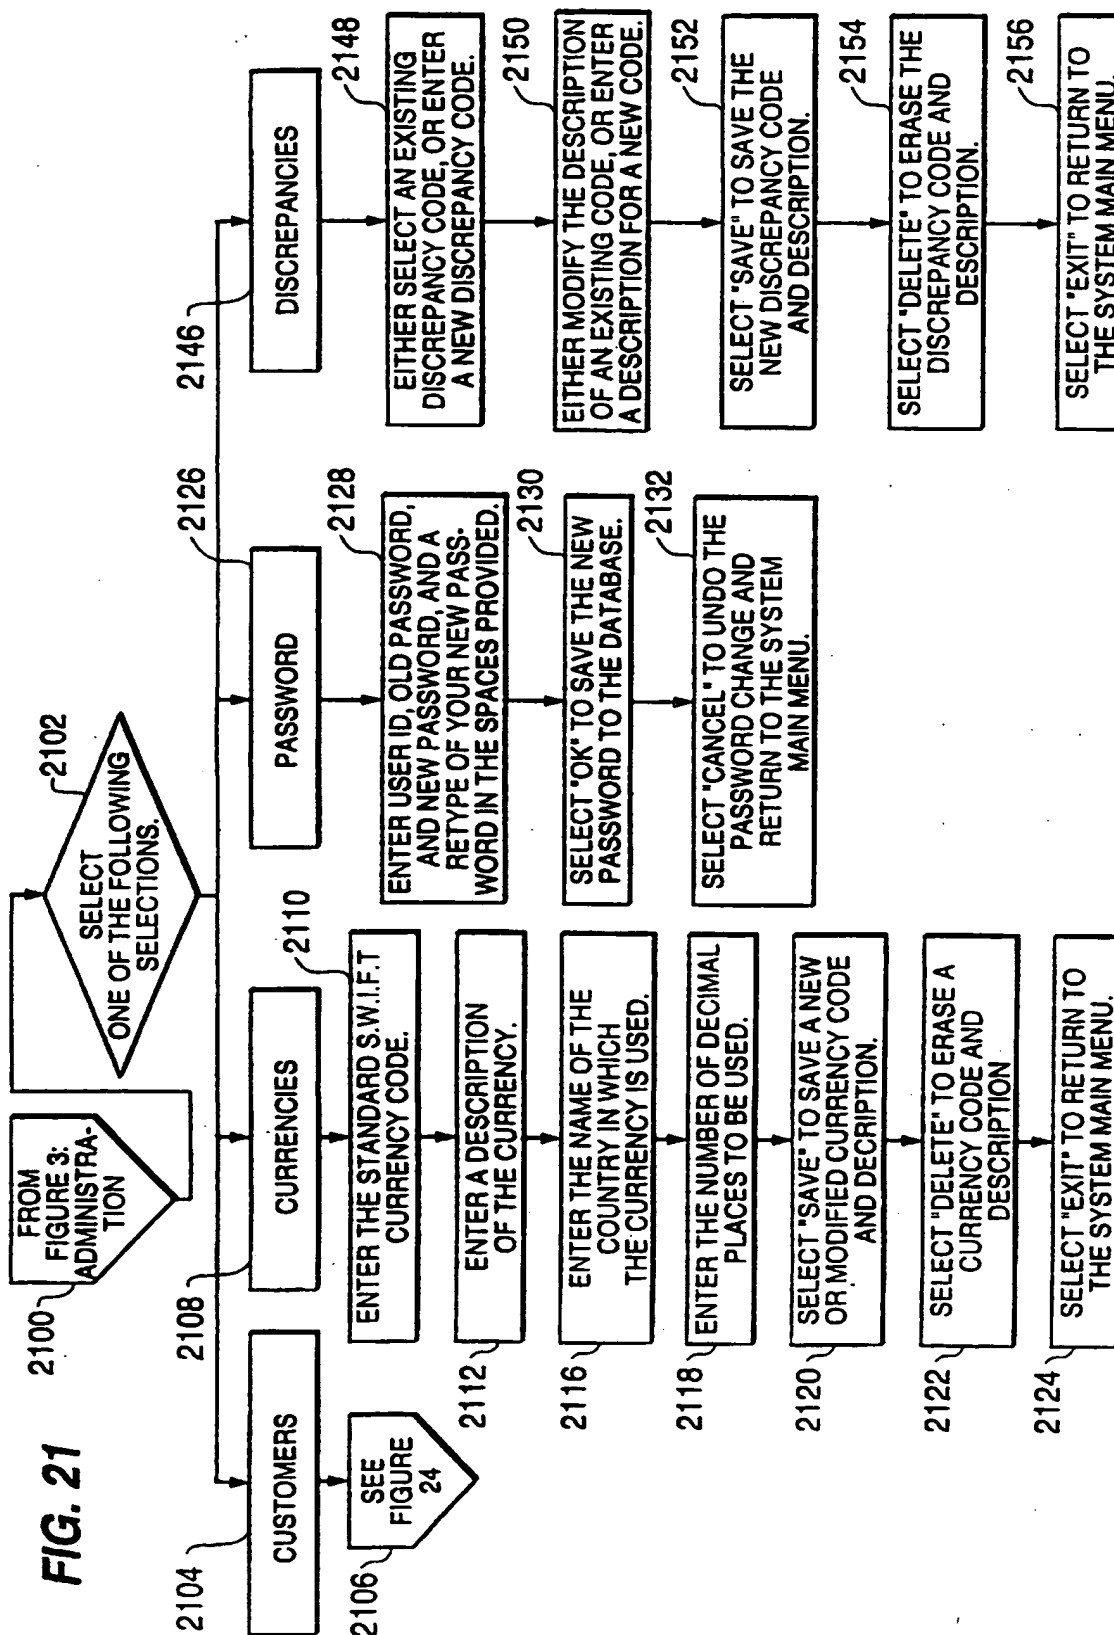 FIG. 21
2100
FROM
FIGURE 3:
ADMINISTRA-
TION
2102
SELECT
ONE OF THE FOLLOWING
SELECTIONS.
2104
CUSTOMERS
2106
SEE
FIGURE
24
2108
CURRENCIES
2110
ENTER THE STANDARD S.W.I.F.T
CURRENCY CODE.
2112
ENTER A DESCRIPTION
OF THE CURRENCY.
2116
ENTER THE NAME OF THE
COUNTRY IN WHICH
THE CURRENCY IS USED.
2118
ENTER THE NUMBER OF DECIMAL
PLACES TO BE USED.
2120
SELECT "SAVE" TO SAVE A NEW
OR MODIFIED CURRENCY CODE
AND DECRIPTION.
2122
SELECT "DELETE" TO ERASE A
CURRENCY CODE AND
DESCRIPTION
2124
SELECT "EXIT" TO RETURN TO
THE SYSTEM MAIN MENU.
2126
PASSWORD
2128
ENTER USER ID, OLD PASSWORD,
AND NEW PASSWORD, AND A
RETYPE OF YOUR NEW PASS-
WORD IN THE SPACES PROVIDED.
2130
SELECT "OK" TO SAVE THE NEW
PASSWORD TO THE DATABASE.
2132
SELECT "CANCEL" TO UNDO THE
PASSWORD CHANGE AND
RETURN TO THE SYSTEM
MAIN MENU.
2146
DISCREPANCIES
2148
EITHER SELECT AN EXISTING
DISCREPANCY CODE, OR ENTER
A NEW DISCREPANCY CODE.
2150
EITHER MODIFY THE DESCRIPTION
OF AN EXISTING CODE, OR ENTER
A DESCRIPTION FOR A NEW CODE.
2152
SELECT "SAVE" TO SAVE THE
NEW DISCREPANCY CODE
AND DESCRIPTION.
2154
SELECT "DELETE" TO ERASE THE
DISCREPANCY CODE AND
DESCRIPTION.
2156
SELECT "EXIT" TO RETURN TO
THE SYSTEM MAIN MENU.